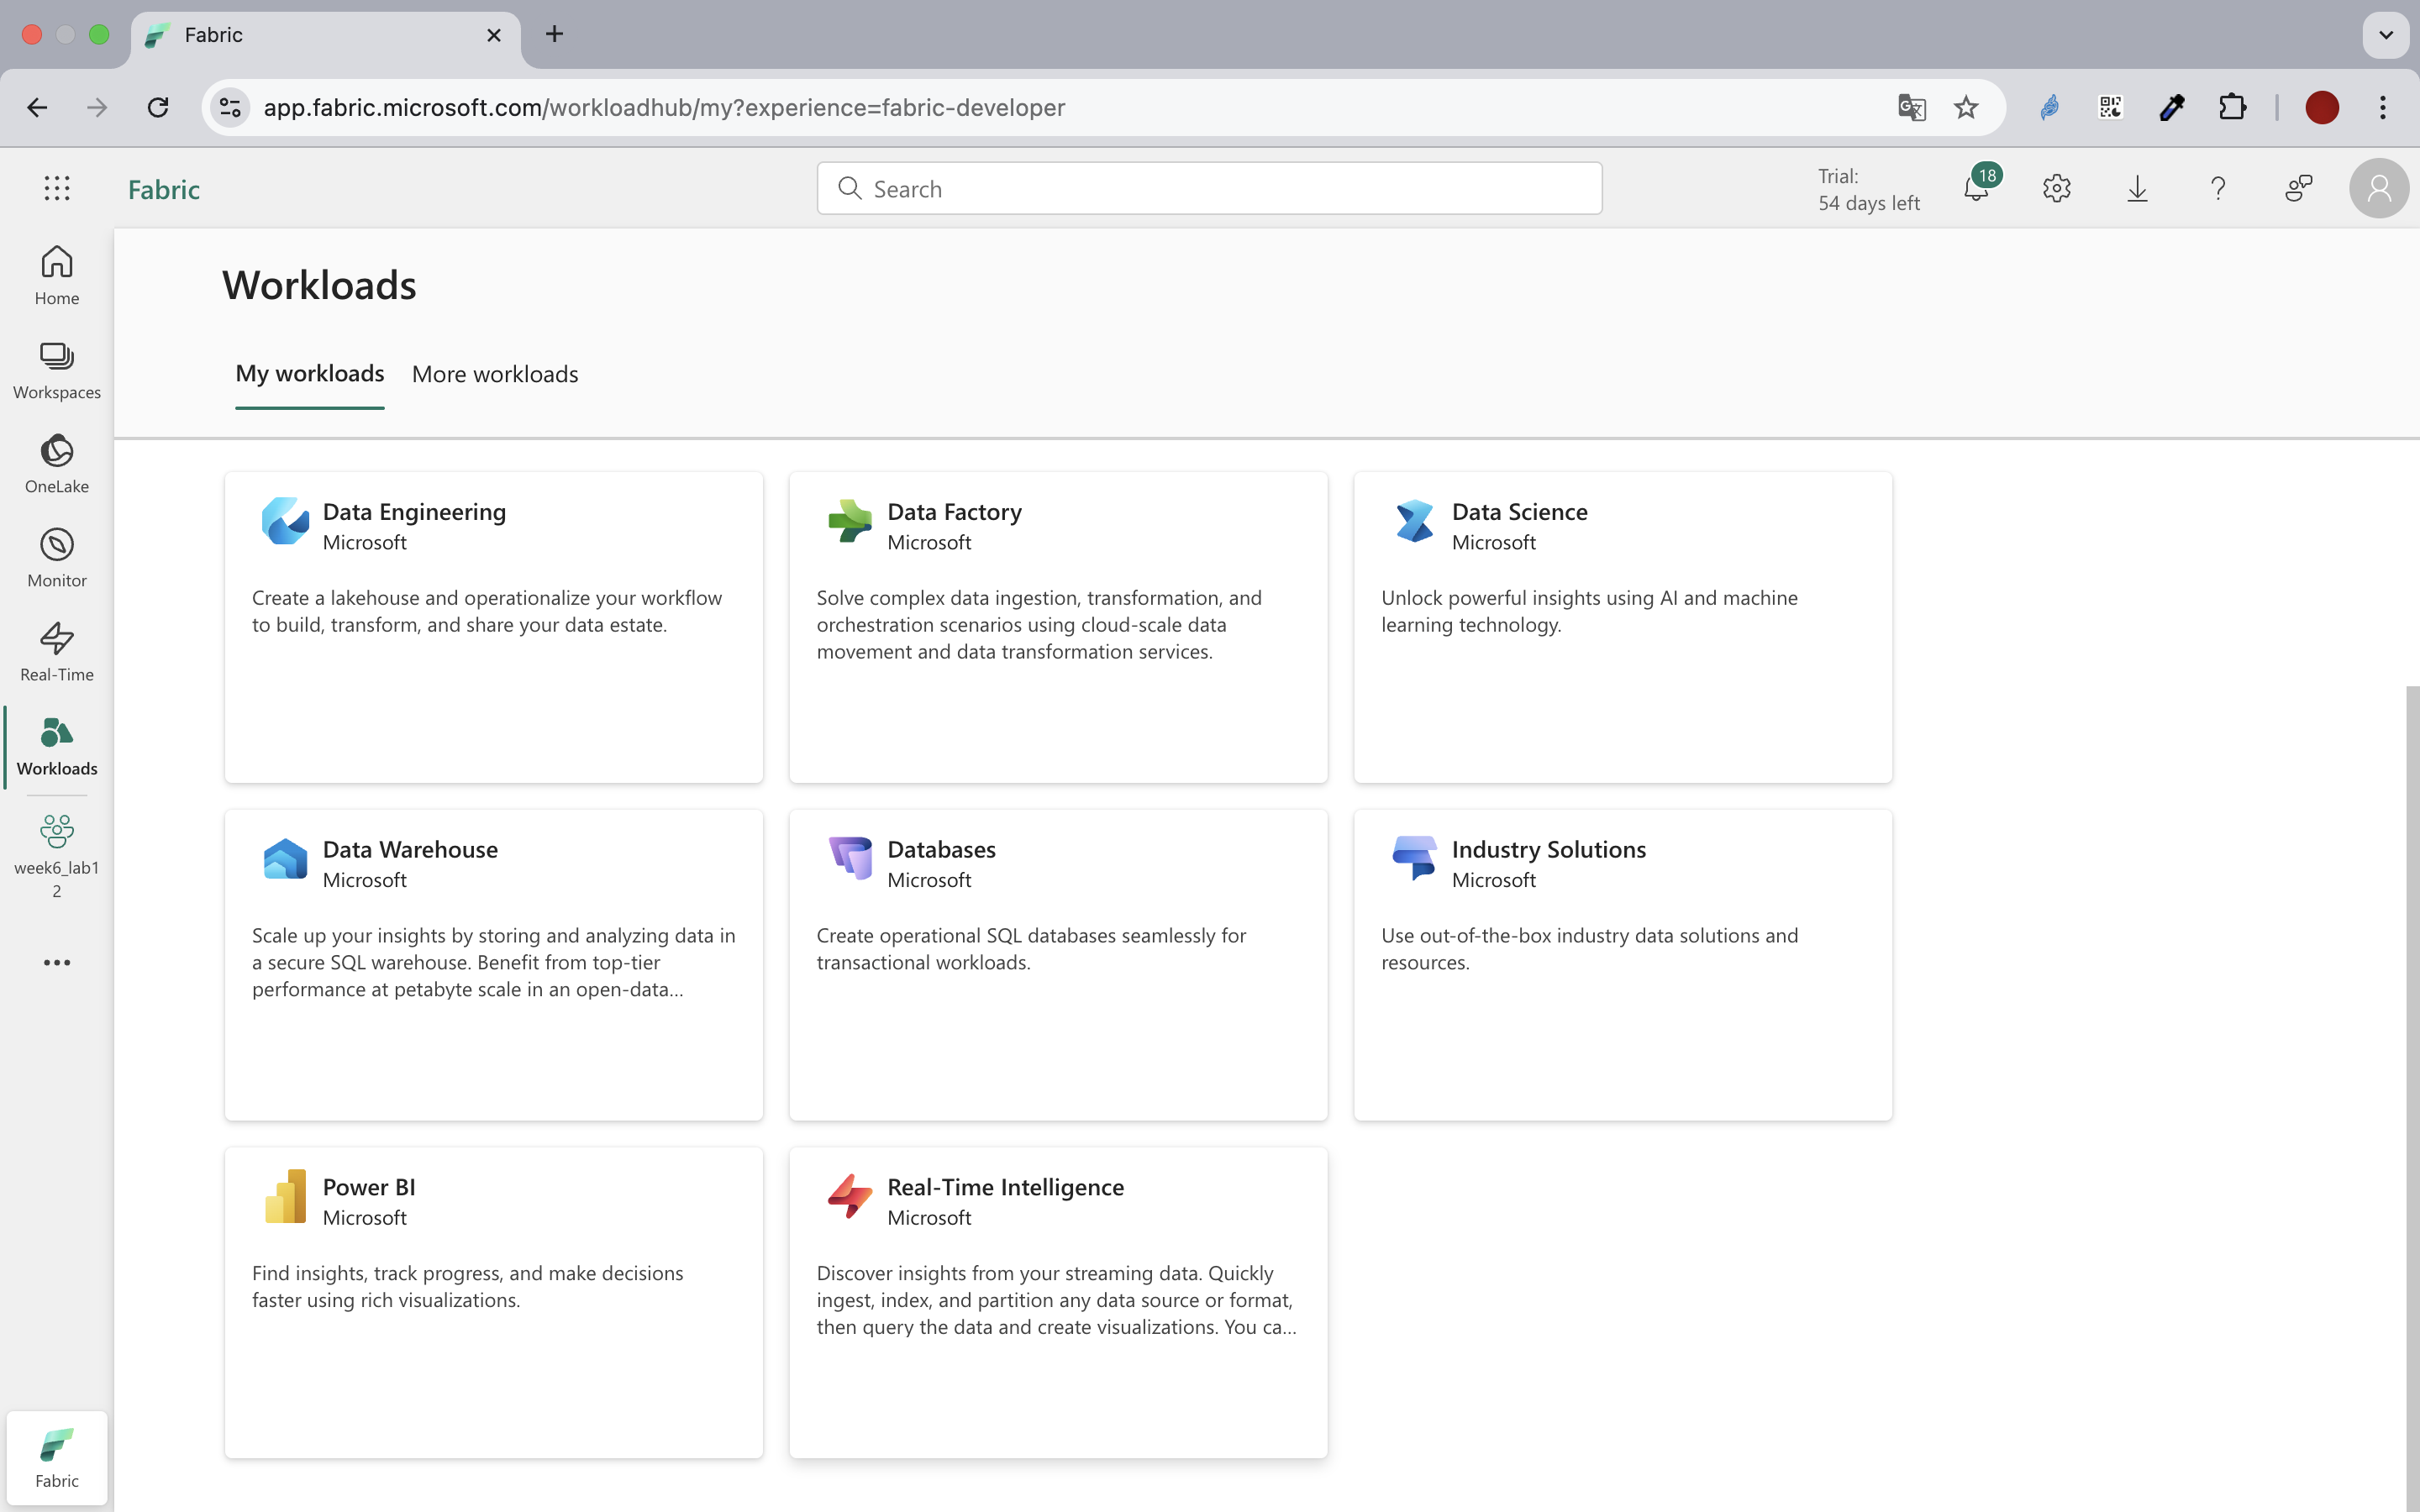 Fabric
app.fabric.microsoft.com/workloadhub/my?experience=fabric-developer
Fabric
Search
Trial:
54 days left
18
Home
Workspaces
OneLake
Monitor
Real-Time
Workloads
week6_lab1
2
Fabric
Workloads
My workloads
More workloads
Data Engineering
Microsoft
Create a lakehouse and operationalize your workflow
to build, transform, and share your data estate.
Data Factory
Microsoft
Solve complex data ingestion, transformation, and
orchestration scenarios using cloud-scale data
movement and data transformation services.
Data Science
Microsoft
Unlock powerful insights using AI and machine
learning technology.
Data Warehouse
Microsoft
Scale up your insights by storing and analyzing data in
a secure SQL warehouse. Benefit from top-tier
performance at petabyte scale in an open-data...
Databases
Microsoft
Create operational SQL databases seamlessly for
transactional workloads.
Industry Solutions
Microsoft
Use out-of-the-box industry data solutions and
resources.
Power BI
Microsoft
Find insights, track progress, and make decisions
faster using rich visualizations.
Real-Time Intelligence
Microsoft
Discover insights from your streaming data. Quickly
ingest, index, and partition any data source or format,
then query the data and create visualizations. You ca...